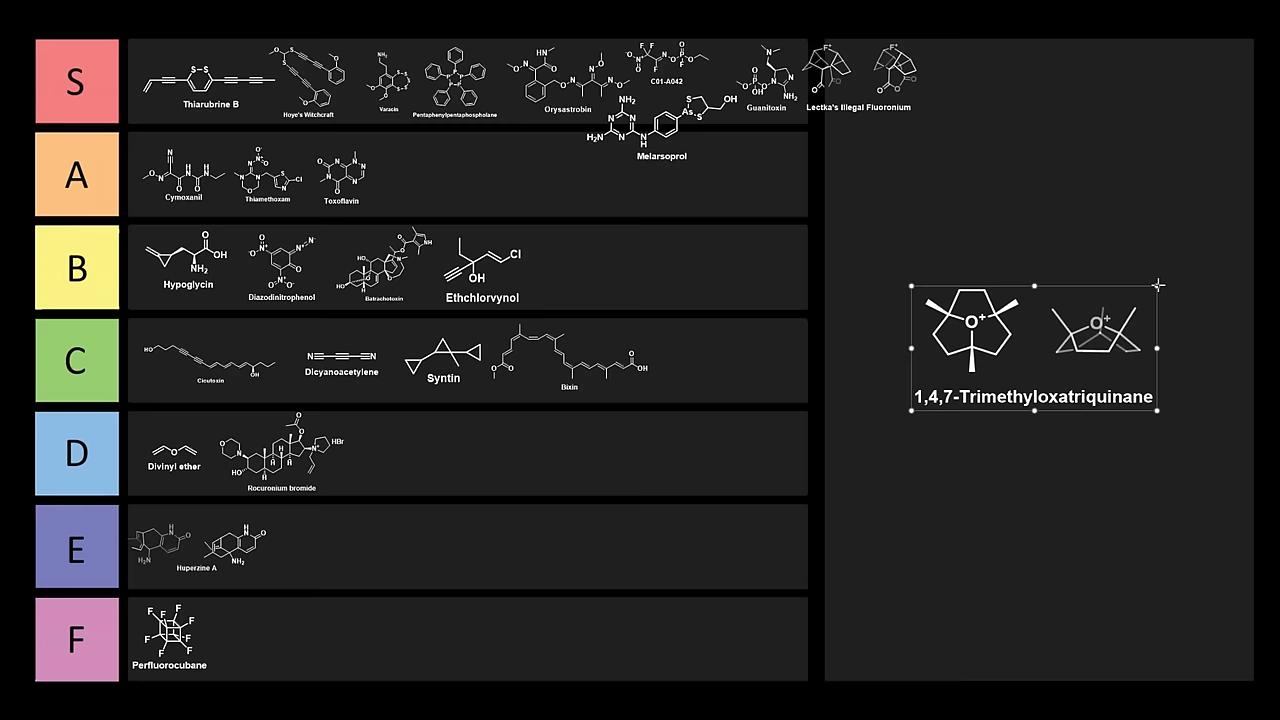 S
Thiarubrine B
Hoye's Witchcraft
Varacin
Pentaphenylpentaphospholane
Orysastrobin
C01-A042
Guanitoxin
Lectka's Illegal Fluoronium
Melarsoprol
A
Cymoxanil
Thiamethoxam
Toxoflavin
B
Hypoglycin
Diazodinitrophenol
Batrachotoxin
Ethchlorvynol
C
Cicutoxin
Dicyanoacetylene
Syntin
Bixin
D
Divinyl ether
Rocuronium bromide
E
Huperzine A
F
Perfluorocubane
1,4,7-Trimethyloxatriquinane